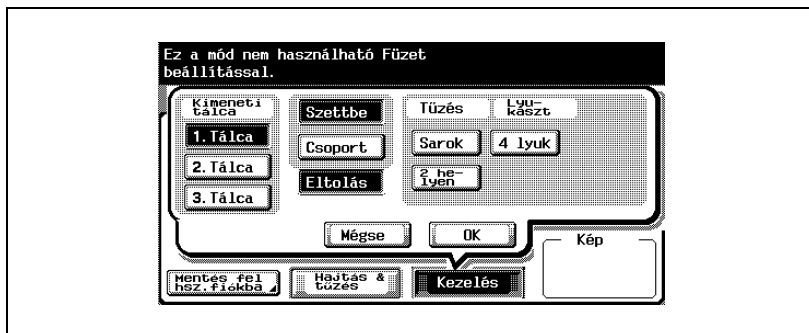 Ez a mód nem használható Füzet
beállítással.
Kimeneti
tálca
Szettbe
Tűzés
Lyu-
kaszt
1. Tálca
Csoport
Sarok
4 lyuk
2. Tálca
Eltolás
2 he-
lyen
3. Tálca
Mégse
OK
Kép
Mentés fel
hsz.fiókba
Hajtás &
tűzés
Kezelés